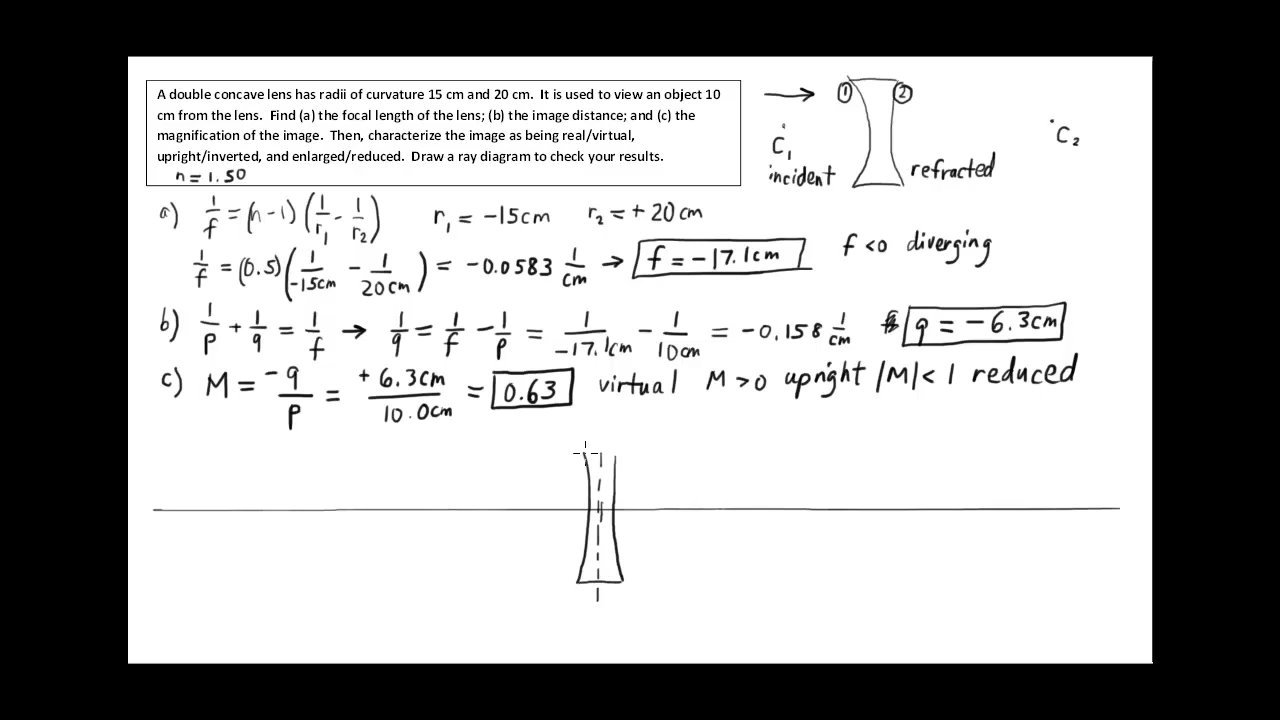 A double concave lens has radii of curvature 15 cm and 20 cm. It is used to view an object 10
cm from the lens. Find (a) the focal length of the lens; (b) the image distance; and (c) the
magnification of the image. Then, characterize the image as being real/virtual,
upright/inverted, and enlarged/reduced. Draw a ray diagram to check your results.
n = 1.50
→ ① ②
C₁ C₂
incident refracted
a) 1/f = (n-1) (1/r₁ - 1/r₂) r₁ = -15cm r₂ = +20cm
1/f = (0.5) (1/-15cm - 1/20cm) = -0.0583 1/cm → f = -17.1cm f<0 diverging
b) 1/p + 1/q = 1/f → 1/q = 1/f - 1/p = 1/-17.1cm - 1/10cm = -0.158 1/cm q = -6.3cm
c) M = -q/p = +6.3cm/10.0cm = 0.63 virtual M>0 upright |M|<1 reduced